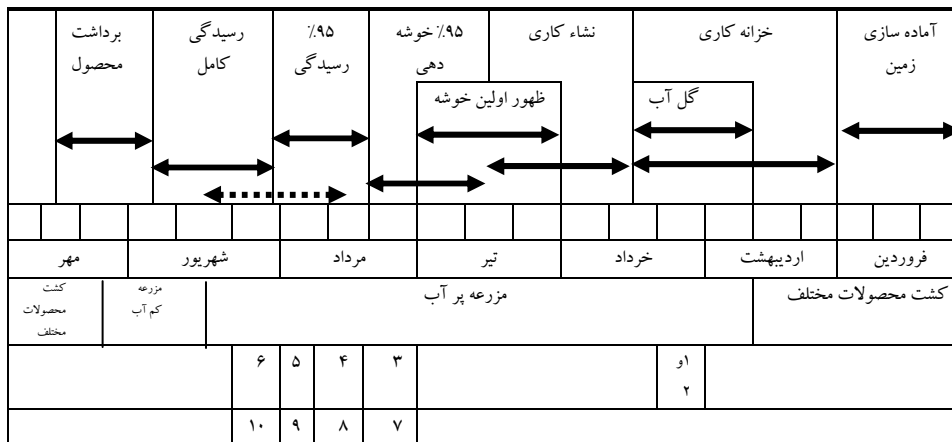 آماده سازی
زمین
خزانه کاری
گل آب
نشاء کاری
٪۹۵ خوشه
دهی
ظهور اولین خوشه
٪۹۵
رسیدگی
رسیدگی
کامل
برداشت
محصول
فروردین
اردیبهشت
خرداد
تیر
مرداد
شهریور
مهر
کشت محصولات مختلف
مزرعه پر آب
مزرعه
کم آب
کشت
محصولات
مختلف
۱و
۲
۳
۴
۵
۶
۷
۸
۹
۱۰